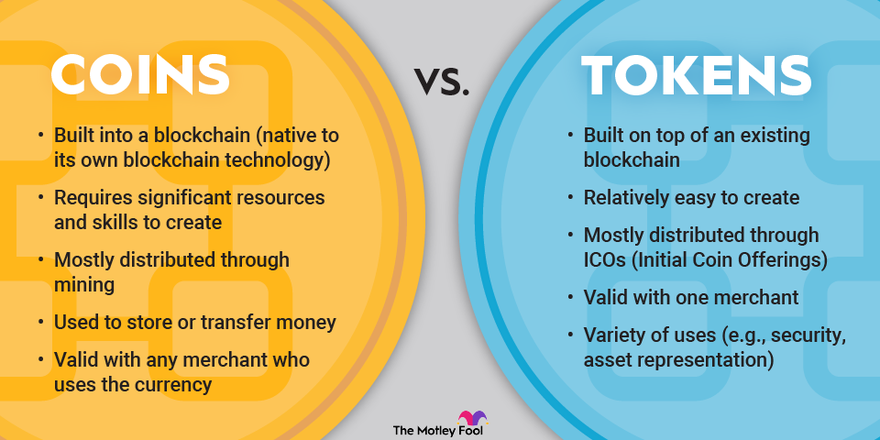 COINS
• Built into a blockchain (native to
its own blockchain technology)
• Requires significant resources
and skills to create
• Mostly distributed through
mining
• Used to store or transfer money
• Valid with any merchant who
uses the currency
VS.
TOKENS
• Built on top of an existing
blockchain
• Relatively easy to create
• Mostly distributed through
ICOs (Initial Coin Offerings)
• Valid with one merchant
• Variety of uses (e.g., security,
asset representation)
The Motley Fool